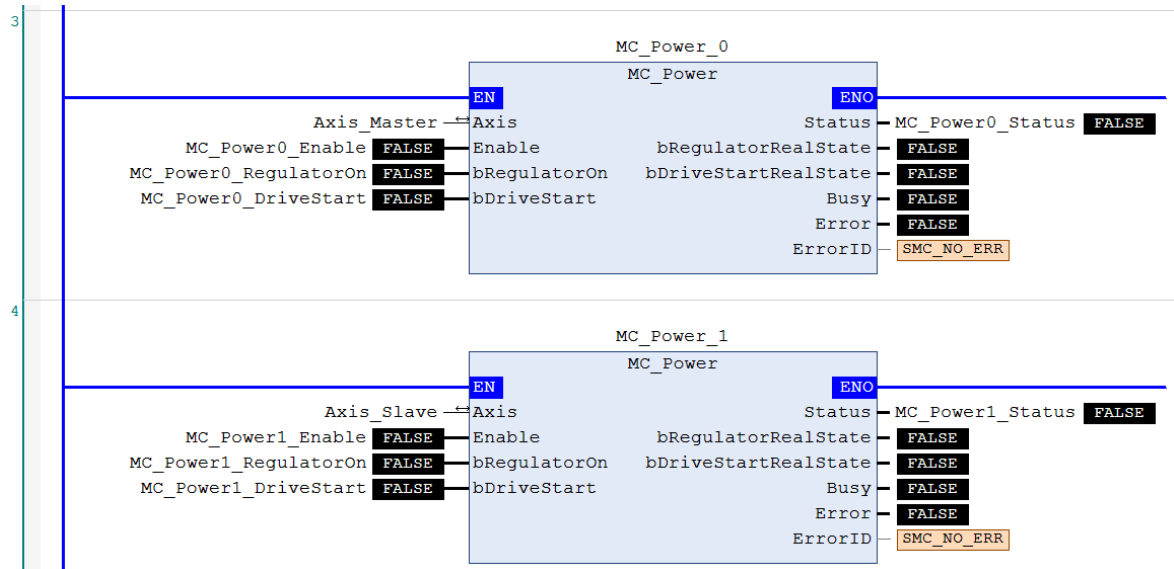 3
MC_Power_0
MC_Power
EN ENO
Axis_Master Axis Status MC_Power0_Status FALSE
MC_Power0_Enable FALSE Enable bRegulatorRealState FALSE
MC_Power0_RegulatorOn FALSE bRegulatorOn bDriveStartRealState FALSE
MC_Power0_DriveStart FALSE bDriveStart Busy FALSE
Error FALSE
ErrorID SMC_NO_ERR
4
MC_Power_1
MC_Power
EN ENO
Axis_Slave Axis Status MC_Power1_Status FALSE
MC_Power1_Enable FALSE Enable bRegulatorRealState FALSE
MC_Power1_RegulatorOn FALSE bRegulatorOn bDriveStartRealState FALSE
MC_Power1_DriveStart FALSE bDriveStart Busy FALSE
Error FALSE
ErrorID SMC_NO_ERR